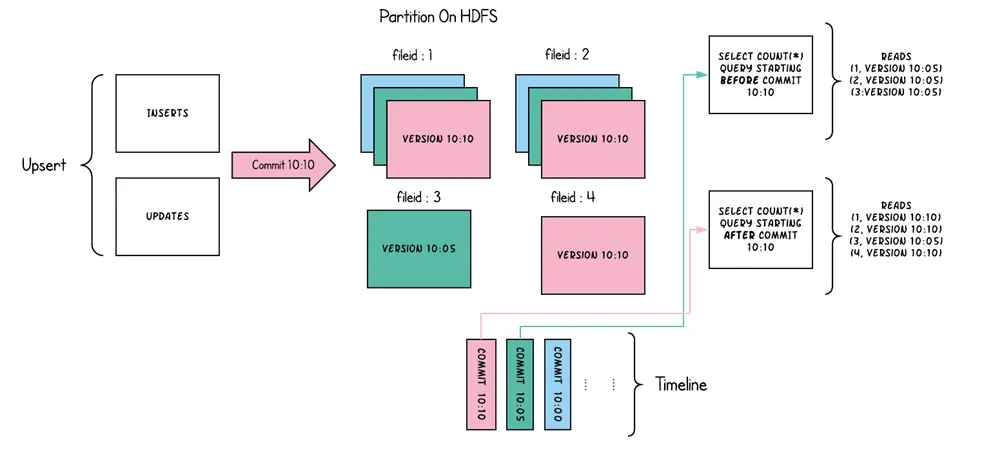 Partition On HDFS
fileid : 1
fileid : 2
Upsert
INSERTS
UPDATES
Commit 10:10
VERSION 10:10
VERSION 10:10
fileid : 3
fileid : 4
VERSION 10:05
VERSION 10:10
SELECT COUNT(*)
QUERY STARTING
BEFORE COMMIT
10:10
READS
(1, VERSION 10:05)
(2, VERSION 10:05)
(3:VERSION 10:05)
SELECT COUNT(*)
QUERY STARTING
AFTER COMMIT
10:10
READS
(1, VERSION 10:10)
(2, VERSION 10:10)
(3, VERSION 10:05)
(4, VERSION 10:10)
COMMIT 10:10
COMMIT 10:05
COMMIT 10:00
Timeline